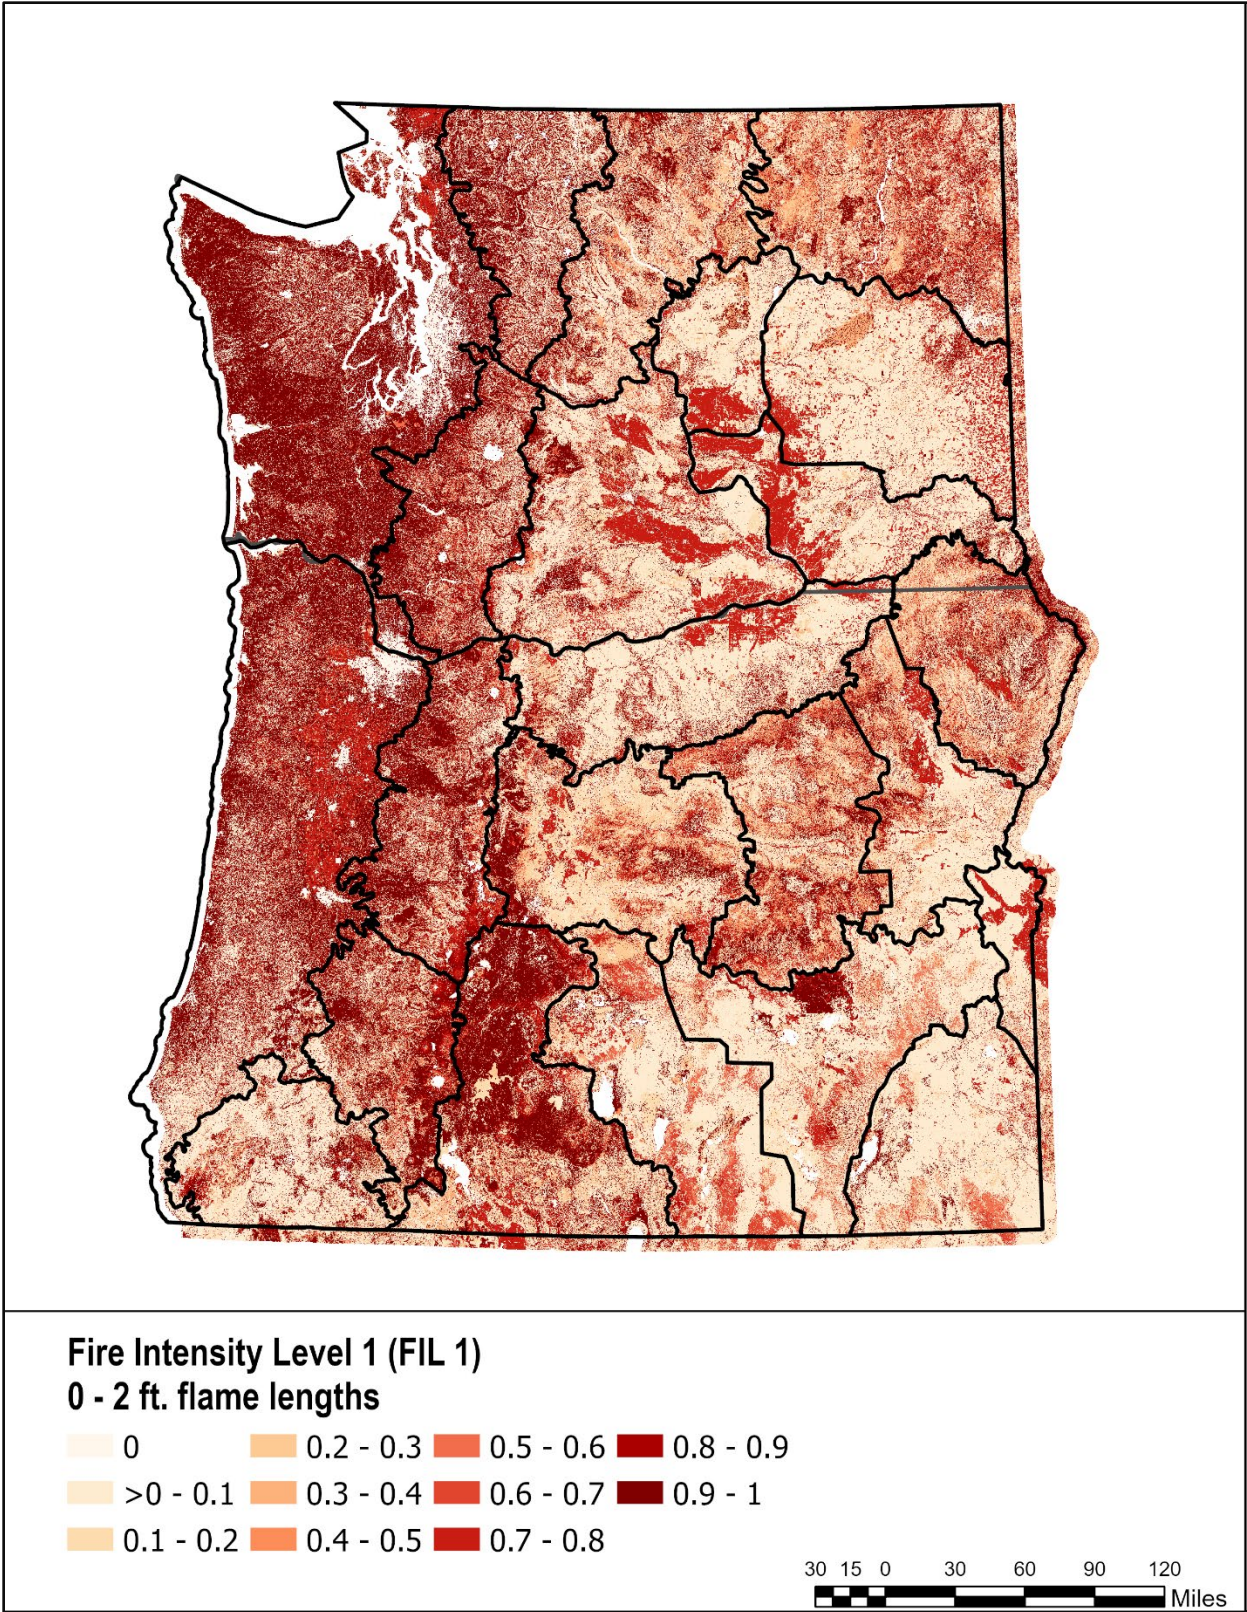 Fire Intensity Level 1 (FIL 1)
0 - 2 ft. flame lengths
0 0.2 - 0.3 0.5 - 0.6 0.8 - 0.9
>0 - 0.1 0.3 - 0.4 0.6 - 0.7 0.9 - 1
0.1 - 0.2 0.4 - 0.5 0.7 - 0.8
30 15 0 30 60 90 120
Miles